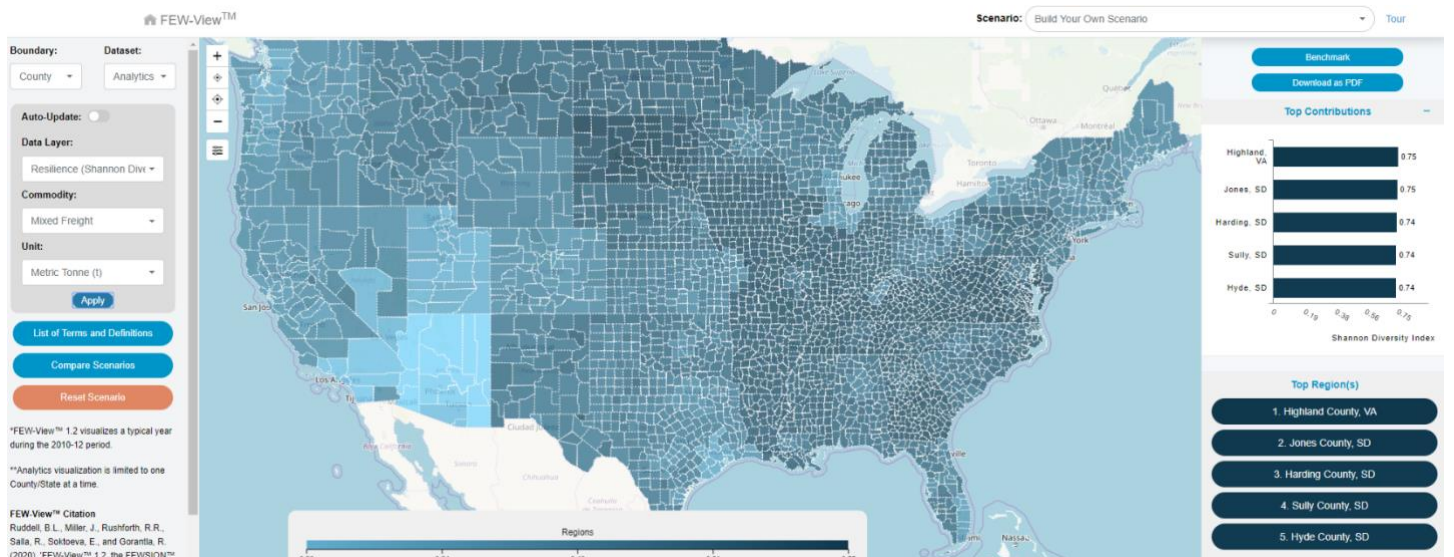 FEW-View™
Scenario:
Build Your Own Scenario
Tour
Boundary:
Dataset:
County
Analytics
Auto-Update:
Data Layer:
Resilience (Shannon Dive
Commodity:
Mixed Freight
Unit:
Metric Tonne (t)
Apply
List of Terms and Definitions
Compare Scenarios
Reset Scenario
*FEW-View™ 1.2 visualizes a typical year
during the 2010-12 period.
**Analytics visualization is limited to one
County/State at a time.
FEW-View™ Citation
Ruddell, B.L., Miller, J., Rushforth, R.R.,
Salla, R., Soktoeva, E., and Gorantla, R.
(2020), 'FEW-View™ 1.2, the FEWSION™
+
−
Lake Superior
Ottawa
Montréal
Toronto
Hamilton
York
San Jos
Ciudad
Chihuahua
Sonora
Coahuila
Nassau
Regions
Benchmark
Download as PDF
Top Contributions
−
Highland,
VA
0.75
Jones, SD
0.75
Harding, SD
0.74
Sully, SD
0.74
Hyde, SD
0.74
0
0.19
0.38
0.56
0.75
Shannon Diversity Index
Top Region(s)
1. Highland County, VA
2. Jones County, SD
3. Harding County, SD
4. Sully County, SD
5. Hyde County, SD